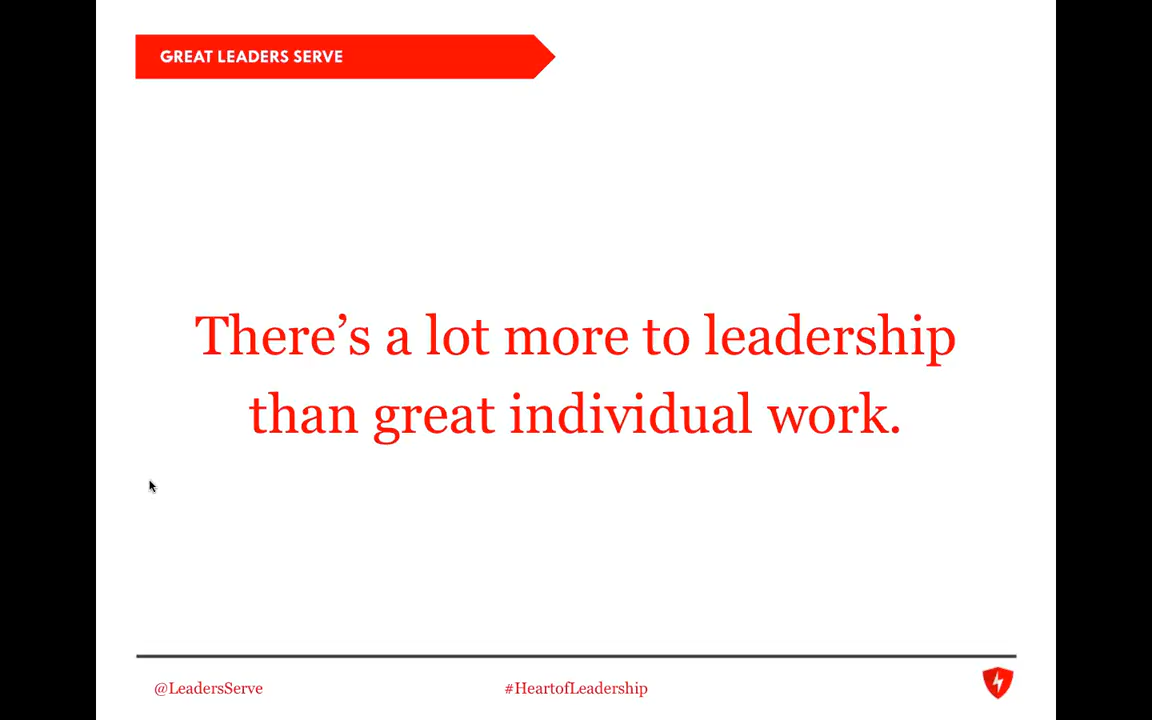 GREAT LEADERS SERVE
There’s a lot more to leadership
than great individual work.
@LeadersServe
#HeartofLeadership